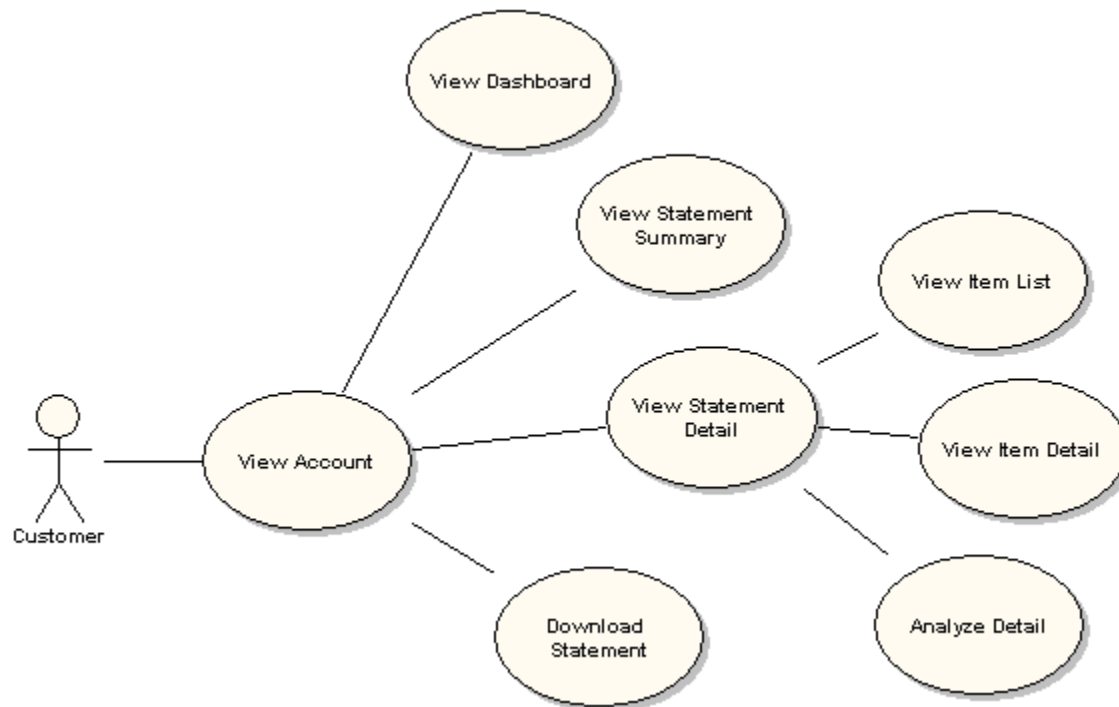 View Dashboard
View Statement
Summary
View Item List
View Statement
Detail
View Item Detail
View Account
Customer
Download
Statement
Analyze Detail